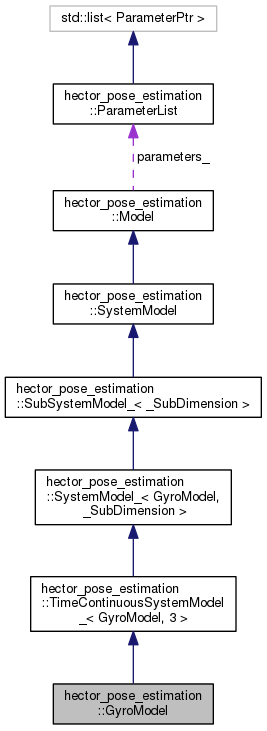 std::list< ParameterPtr >
hector_pose_estimation
::ParameterList
parameters_
hector_pose_estimation
::Model
hector_pose_estimation
::SystemModel
hector_pose_estimation
::SubSystemModel_< _SubDimension >
hector_pose_estimation
::SystemModel_< GyroModel,
_SubDimension >
hector_pose_estimation
::TimeContinuousSystemModel
_< GyroModel, 3 >
hector_pose_estimation
::GyroModel